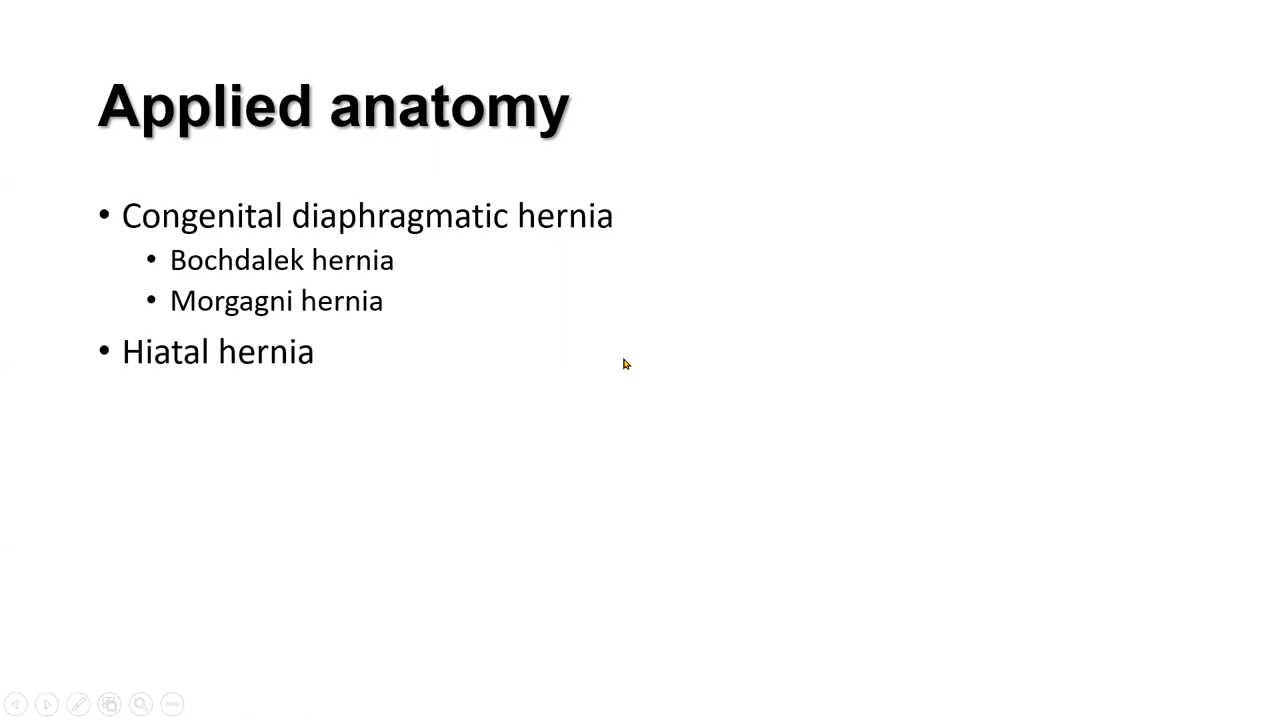 Applied anatomy
• Congenital diaphragmatic hernia
• Bochdalek hernia
• Morgagni hernia
• Hiatal hernia